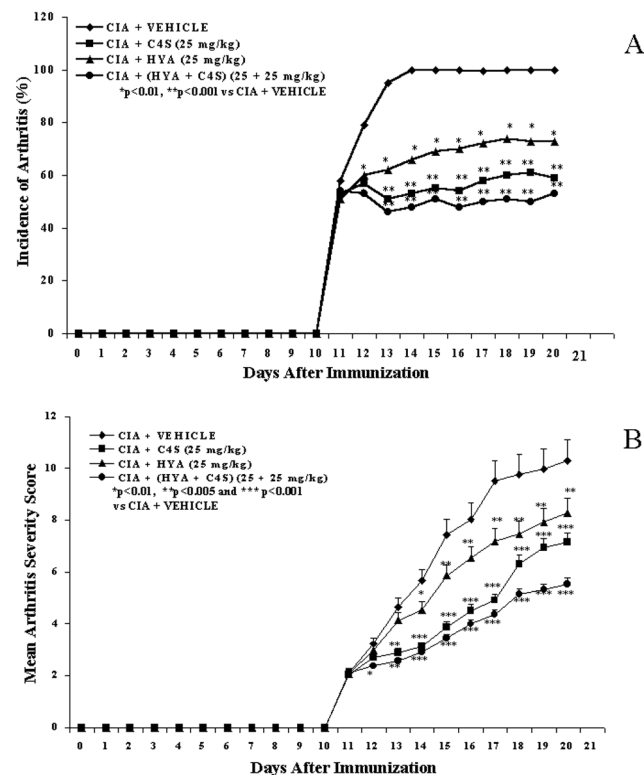 A
CIA + VEHICLE
CIA + C4S (25 mg/kg)
CIA + HYA (25 mg/kg)
CIA + (HYA + C4S) (25 + 25 mg/kg)
*p<0.01, **p<0.001 vs CIA + VEHICLE
Incidence of Arthritis (%)
120
100
80
60
40
20
0
* * * * * * * * *
** ** ** ** ** ** ** **
** ** ** ** ** ** ** **
0 1 2 3 4 5 6 7 8 9 10 11 12 13 14 15 16 17 18 19 20 21
Days After Immunization
B
CIA + VEHICLE
CIA + C4S (25 mg/kg)
CIA + HYA (25 mg/kg)
CIA + (HYA + C4S) (25 + 25 mg/kg)
*p<0.01, **p<0.005 and *** p<0.001
vs CIA + VEHICLE
Mean Arthritis Severity Score
12
10
8
6
4
2
0
* ** ** ** ** ** **
** *** *** *** *** *** *** ***
* ** *** *** *** *** *** *** ***
0 1 2 3 4 5 6 7 8 9 10 11 12 13 14 15 16 17 18 19 20 21
Days After Immunization